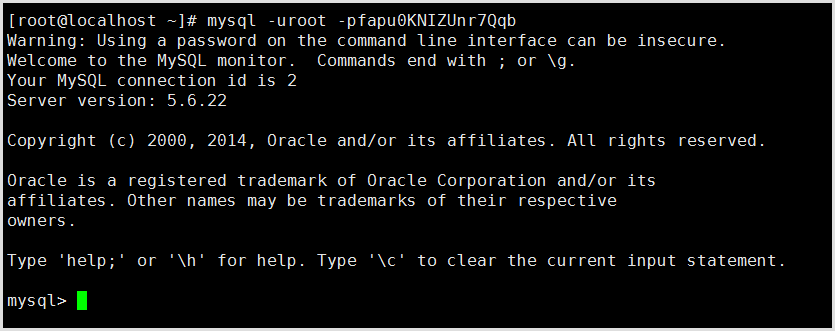 [root@localhost ~]# mysql -uroot -pfapu0KNIZUnr7Qqb
Warning: Using a password on the command line interface can be insecure.
Welcome to the MySQL monitor.  Commands end with ; or \g.
Your MySQL connection id is 2
Server version: 5.6.22
Copyright (c) 2000, 2014, Oracle and/or its affiliates. All rights reserved.
Oracle is a registered trademark of Oracle Corporation and/or its
affiliates. Other names may be trademarks of their respective
owners.
Type 'help;' or '\h' for help. Type '\c' to clear the current input statement.
mysql>